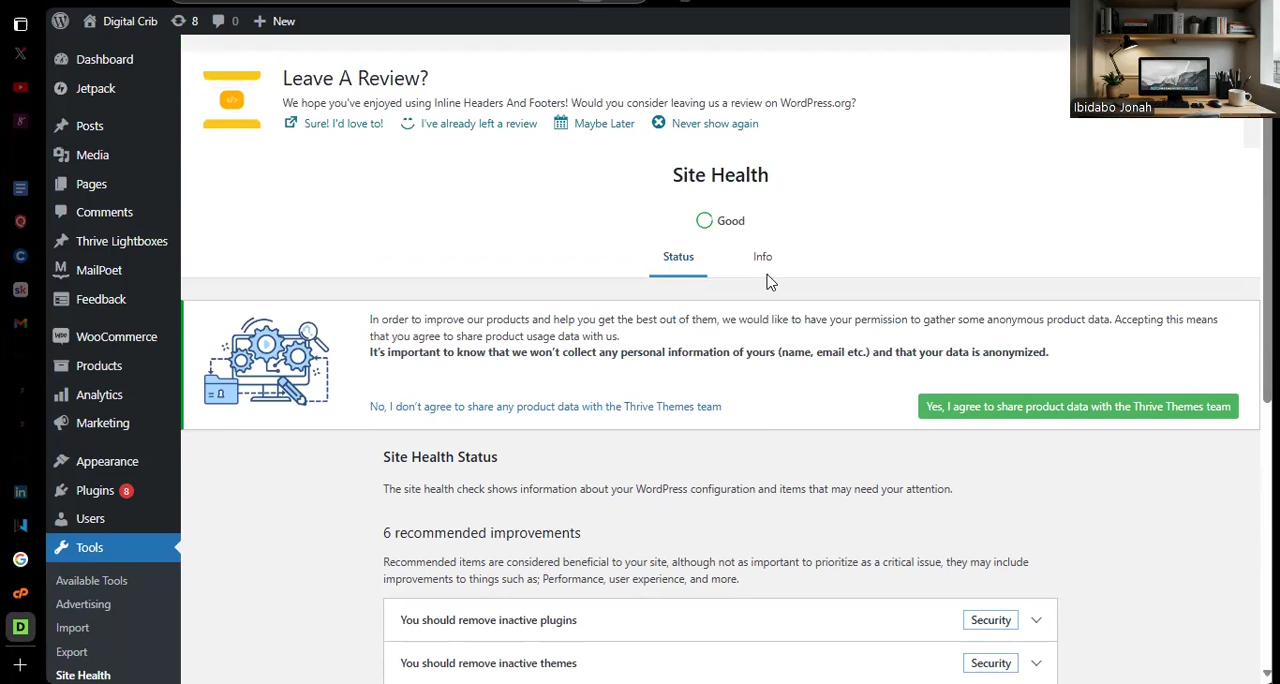 Digital Crib
8
0
New
Ibidabo Jonah
Dashboard
Jetpack
Posts
Media
Pages
Comments
Thrive Lightboxes
MailPoet
Feedback
WooCommerce
Products
Analytics
Marketing
Appearance
Plugins 8
Users
Tools
Available Tools
Advertising
Import
Export
Site Health
Leave A Review?
We hope you've enjoyed using Inline Headers And Footers! Would you consider leaving us a review on WordPress.org?
Sure! I'd love to!
I've already left a review
Maybe Later
Never show again
Site Health
Good
Status
Info
In order to improve our products and help you get the best out of them, we would like to have your permission to gather some anonymous product data. Accepting this means
that you agree to share product usage data with us.
It's important to know that we won't collect any personal information of yours (name, email etc.) and that your data is anonymized.
No, I don't agree to share any product data with the Thrive Themes team
Yes, I agree to share product data with the Thrive Themes team
Site Health Status
The site health check shows information about your WordPress configuration and items that may need your attention.
6 recommended improvements
Recommended items are considered beneficial to your site, although not as important to prioritize as a critical issue, they may include
improvements to things such as; Performance, user experience, and more.
You should remove inactive plugins
Security
You should remove inactive themes
Security